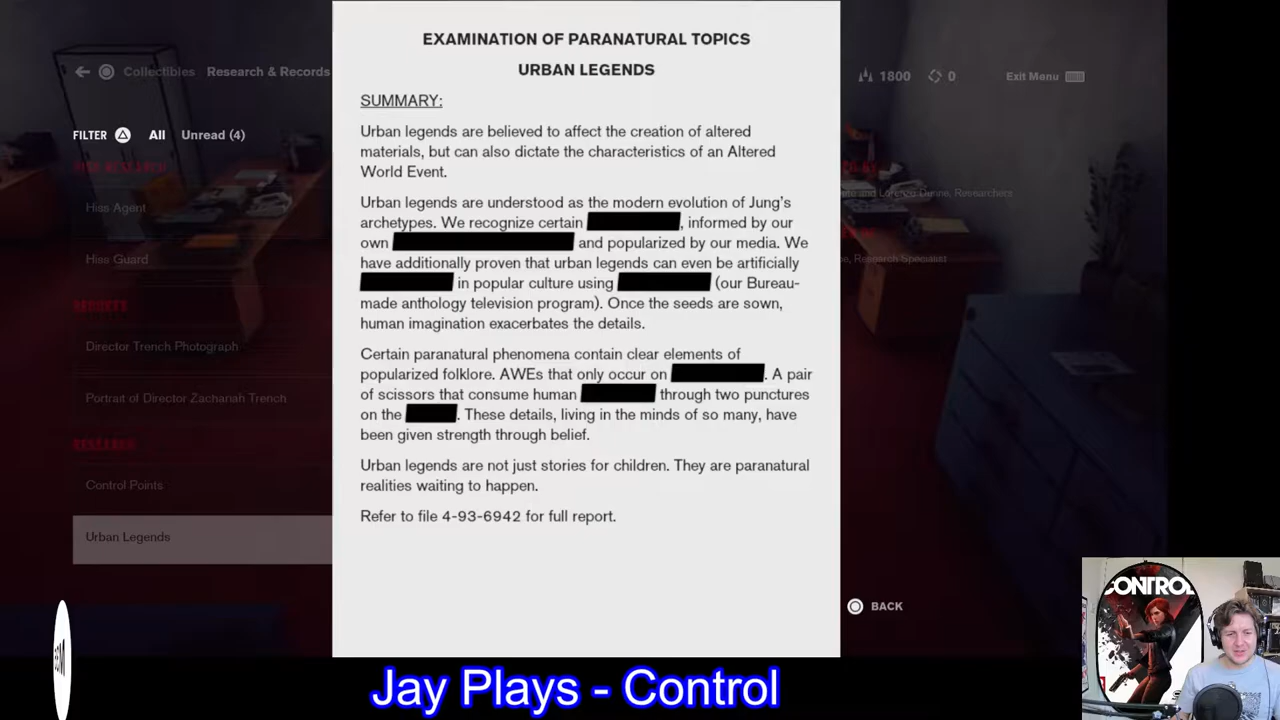 EXAMINATION OF PARANATURAL TOPICS
URBAN LEGENDS
SUMMARY:
Urban legends are believed to affect the creation of altered
materials, but can also dictate the characteristics of an Altered
World Event.
Urban legends are understood as the modern evolution of Jung's
archetypes. We recognize certain , informed by our
own and popularized by our media. We
have additionally proven that urban legends can even be artificially
in popular culture using (our Bureau-
made anthology television program). Once the seeds are sown,
human imagination exacerbates the details.
Certain paranatural phenomena contain clear elements of
popularized folklore. AWEs that only occur on . A pair
of scissors that consume human through two punctures
on the . These details, living in the minds of so many, have
been given strength through belief.
Urban legends are not just stories for children. They are paranatural
realities waiting to happen.
Refer to file 4-93-6942 for full report.
Collectibles Research & Records
FILTER All Unread (4)
HISS RESEARCH
Hiss Agent
Hiss Guard
Director Trench Photograph
Portrait of Director Zachariah Trench
RESEARCH
Control Points
Urban Legends
1800 0 Exit Menu
and Lorenzo Dunne, Researchers
Research Specialist
BACK
CONTROL
Jay Plays - Control